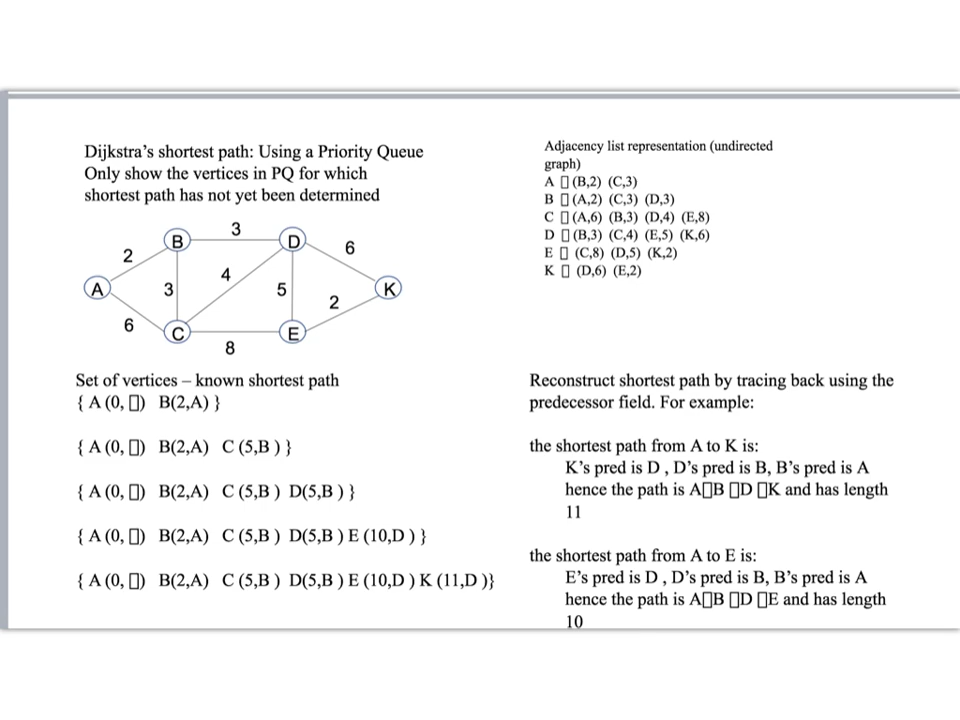 Dijkstra's shortest path: Using a Priority Queue
Only show the vertices in PQ for which
shortest path has not yet been determined
3
B
D
2
6
4
A
3
5
K
2
6
C
E
8
Set of vertices – known shortest path
{ A (0, ▯) B(2,A) }
{ A (0, ▯) B(2,A) C (5,B ) }
{ A (0, ▯) B(2,A) C (5,B ) D(5,B ) }
{ A (0, ▯) B(2,A) C (5,B ) D(5,B ) E (10,D ) }
{ A (0, ▯) B(2,A) C (5,B ) D(5,B ) E (10,D ) K (11,D )}
Adjacency list representation (undirected
graph)
A ▯ (B,2) (C,3)
B ▯ (A,2) (C,3) (D,3)
C ▯ (A,6) (B,3) (D,4) (E,8)
D ▯ (B,3) (C,4) (E,5) (K,6)
E ▯ (C,8) (D,5) (K,2)
K ▯ (D,6) (E,2)
Reconstruct shortest path by tracing back using the
predecessor field. For example:
the shortest path from A to K is:
K's pred is D , D's pred is B, B's pred is A
hence the path is A▯B ▯D ▯K and has length
11
the shortest path from A to E is:
E's pred is D , D's pred is B, B's pred is A
hence the path is A▯B ▯D ▯E and has length
10